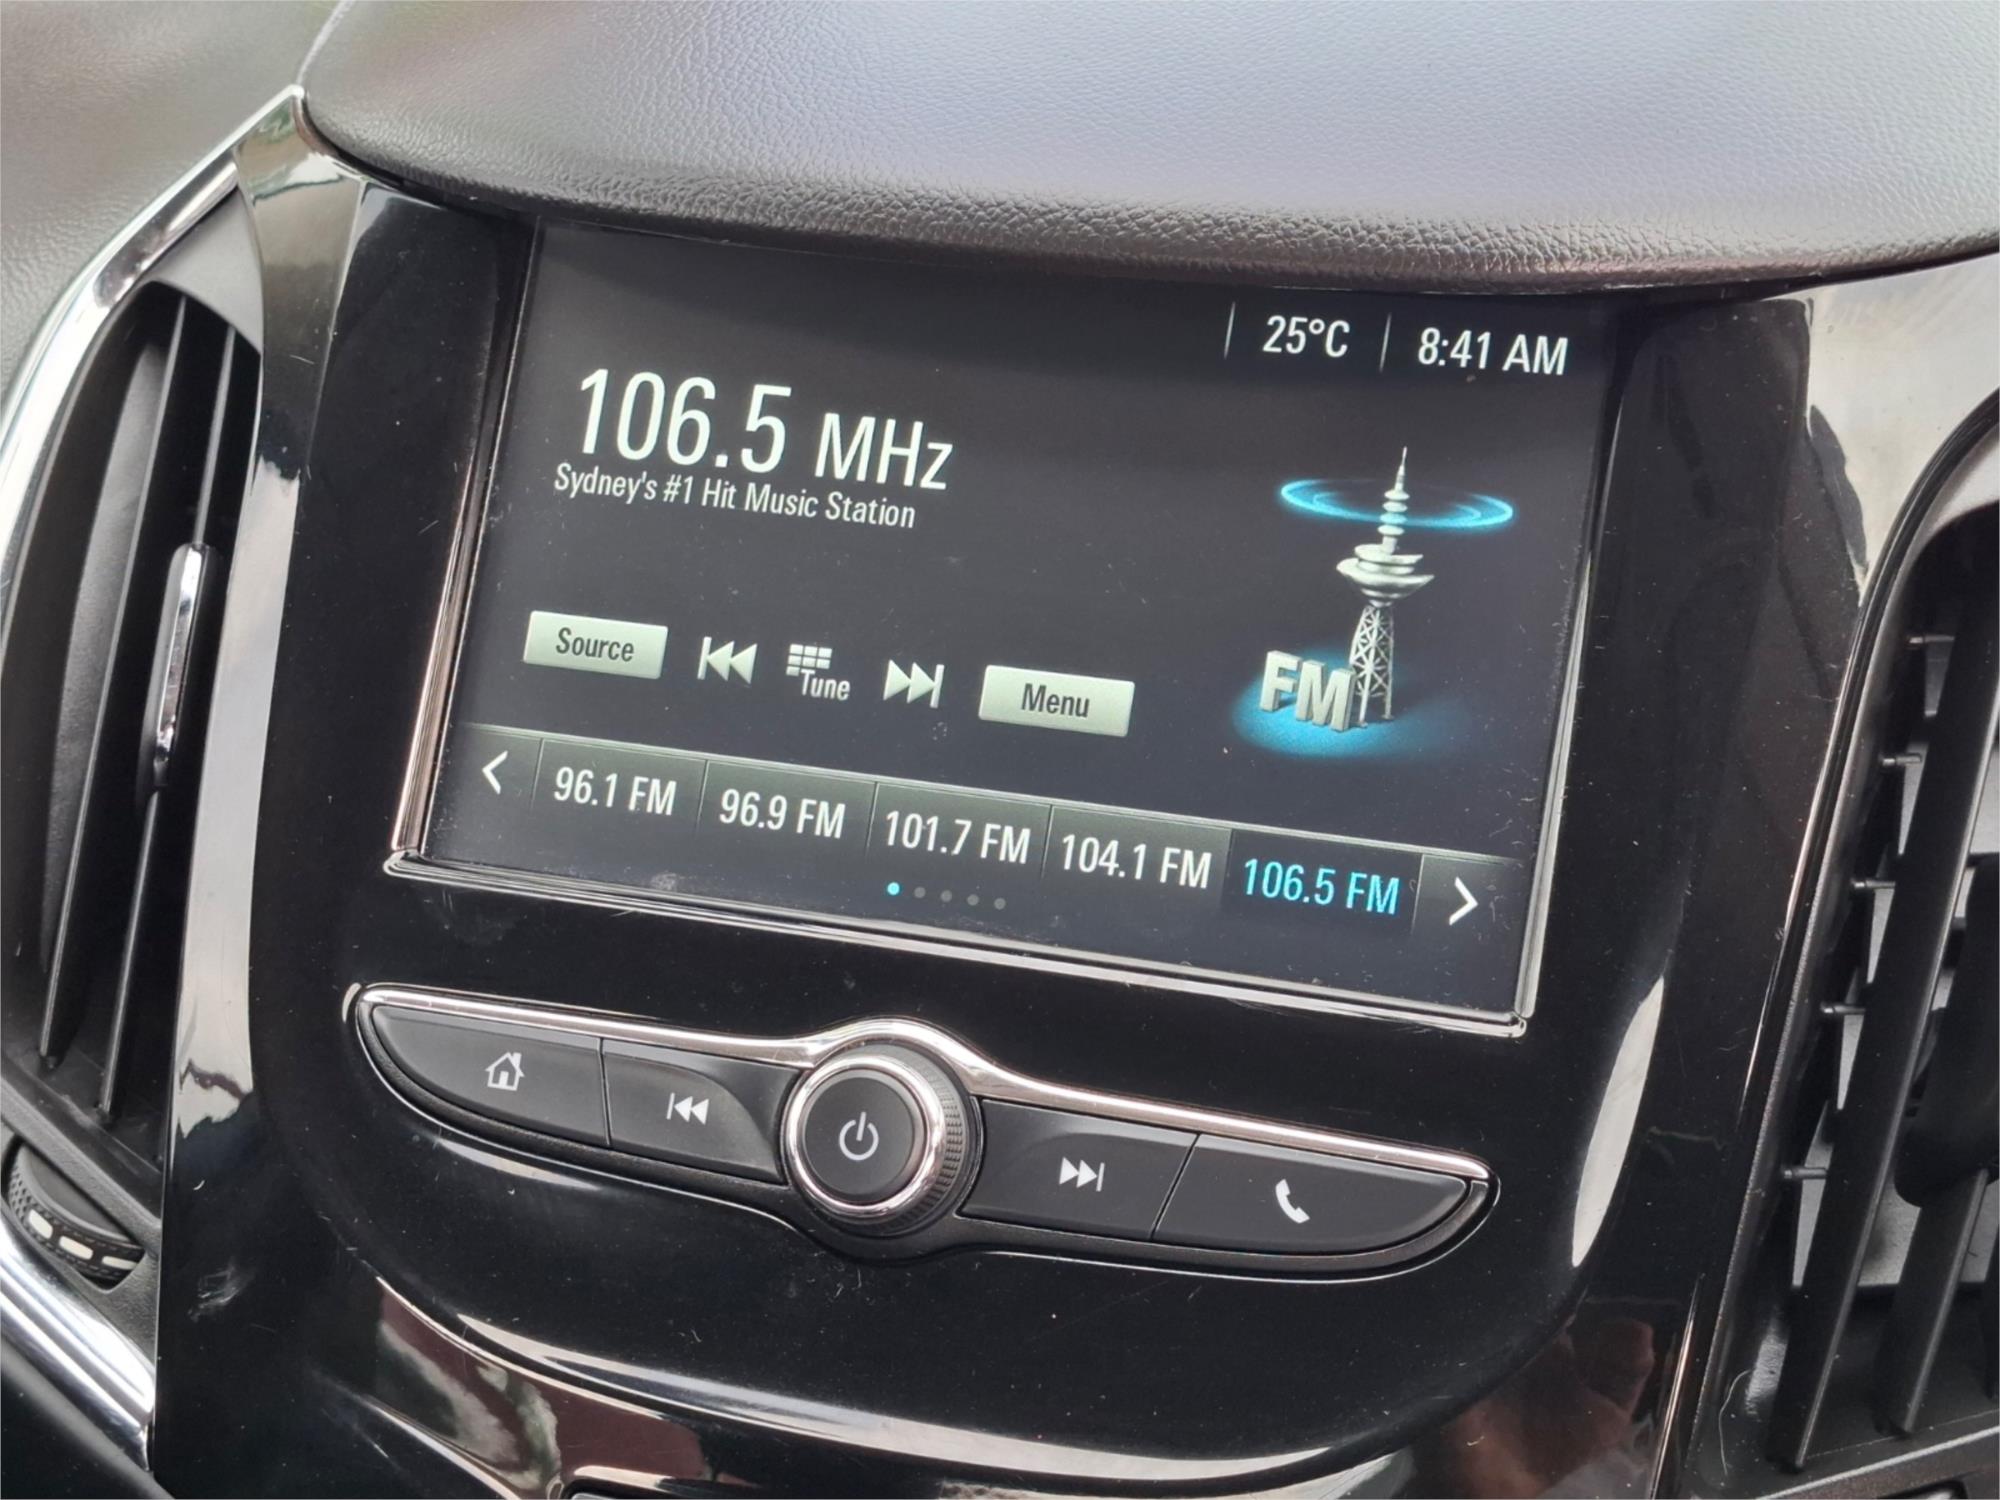 25°C 8:41 AM
106.5 MHz
Sydney's #1 Hit Music Station
Source Tune Menu
FM
96.1 FM 96.9 FM 101.7 FM 104.1 FM 106.5 FM